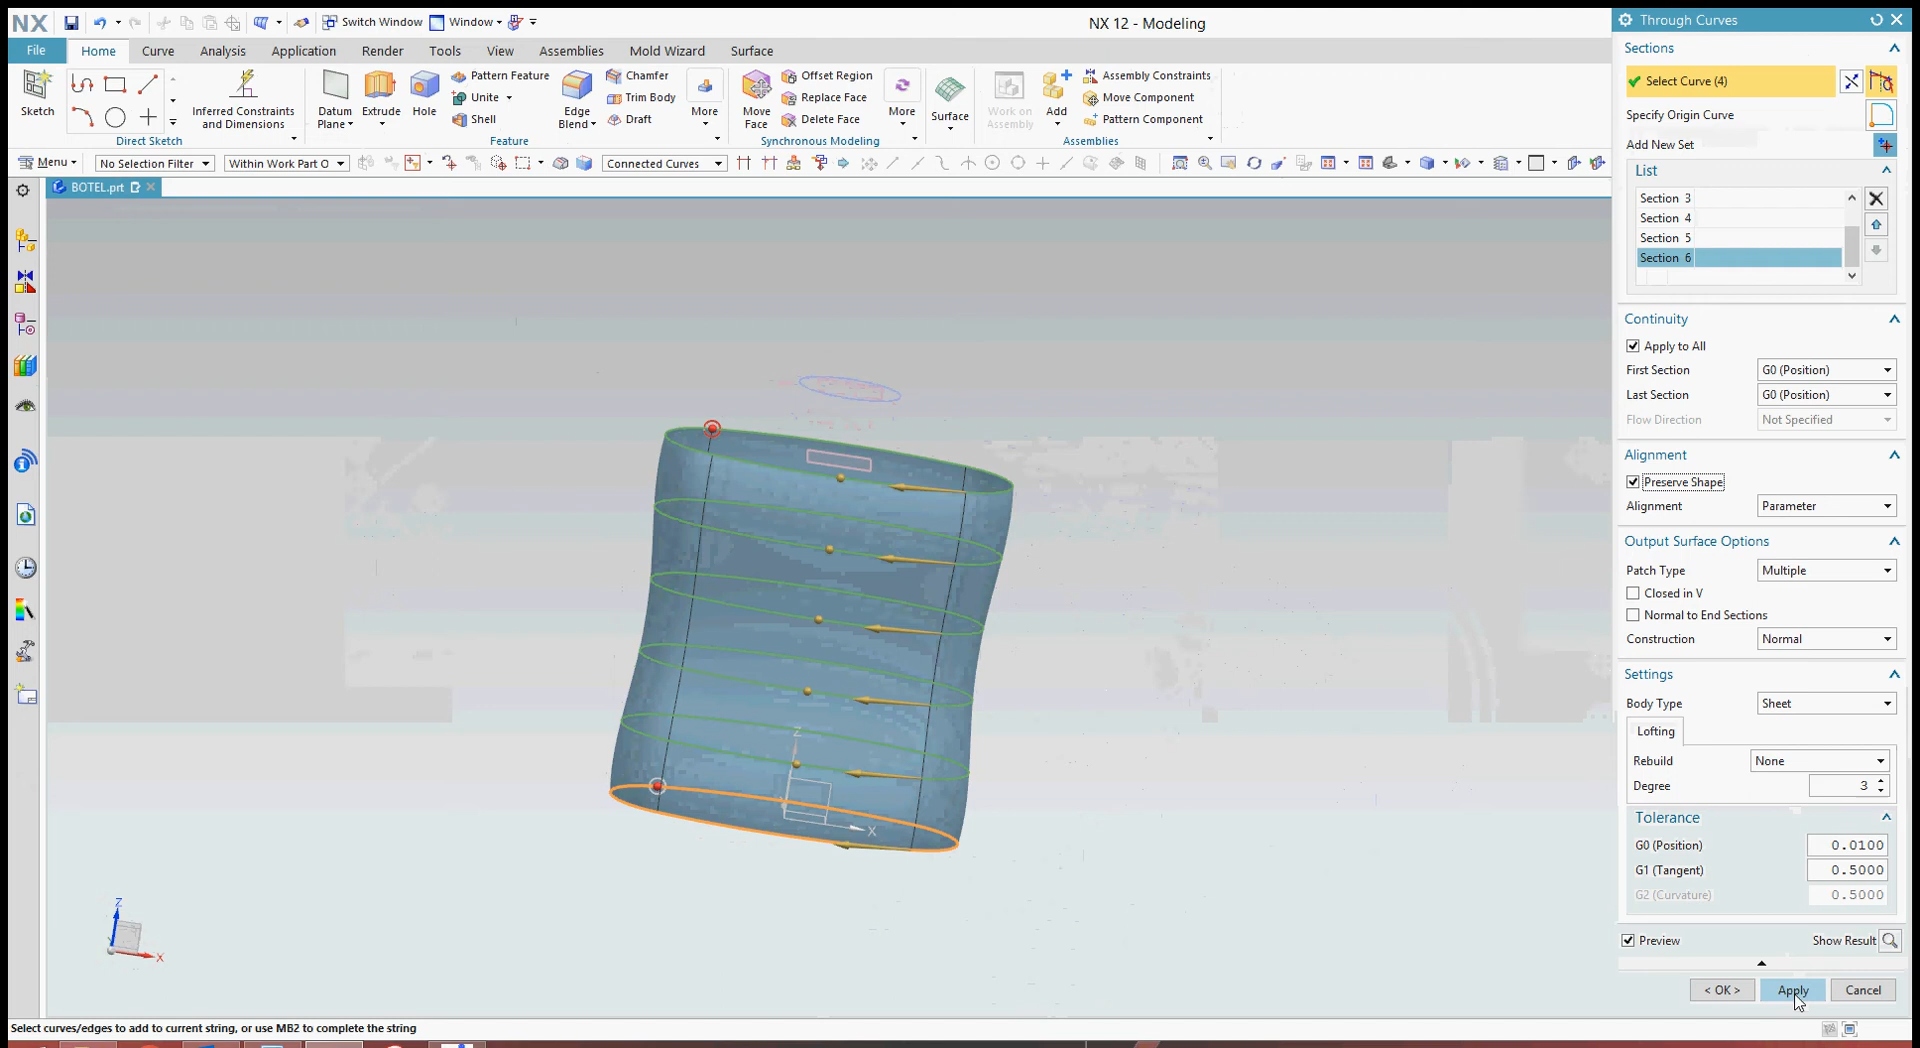 NX
Switch Window
Window
NX 12 - Modeling
Through Curves
File
Home
Curve
Analysis
Application
Render
Tools
View
Assemblies
Mold Wizard
Surface
Sketch
Inferred Constraints
and Dimensions
Direct Sketch
Datum
Plane
Extrude
Hole
Pattern Feature
Unite
Shell
Edge
Blend
Chamfer
Trim Body
Draft
More
Feature
Move
Face
Offset Region
Replace Face
Delete Face
More
Synchronous Modeling
Surface
Work on
Assembly
Add
Assembly Constraints
Move Component
Pattern Component
Assemblies
Menu
No Selection Filter
Within Work Part O
Connected Curves
BOTEL.prt
Sections
Select Curve (4)
Specify Origin Curve
Add New Set
List
Section 3
Section 4
Section 5
Section 6
Continuity
Apply to All
First Section
G0 (Position)
Last Section
G0 (Position)
Flow Direction
Not Specified
Alignment
Preserve Shape
Alignment
Parameter
Output Surface Options
Patch Type
Multiple
Closed in V
Normal to End Sections
Construction
Normal
Settings
Body Type
Sheet
Lofting
Rebuild
None
Degree
3
Tolerance
G0 (Position)
0.0100
G1 (Tangent)
0.5000
G2 (Curvature)
0.5000
Preview
Show Result
< OK >
Apply
Cancel
Z
X
Z
X
Select curves/edges to add to current string, or use MB2 to complete the string